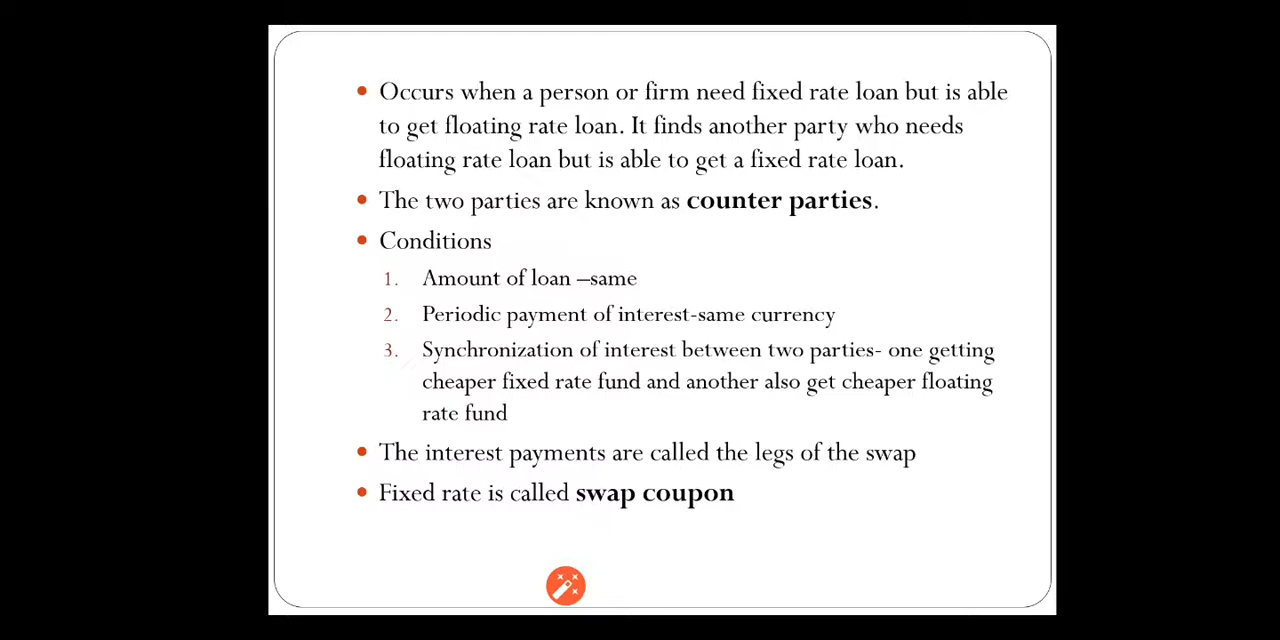 Occurs when a person or firm need fixed rate loan but is able
to get floating rate loan. It finds another party who needs
floating rate loan but is able to get a fixed rate loan.
The two parties are known as counter parties.
Conditions
1. Amount of loan –same
2. Periodic payment of interest-same currency
3. Synchronization of interest between two parties- one getting
cheaper fixed rate fund and another also get cheaper floating
rate fund
The interest payments are called the legs of the swap
Fixed rate is called swap coupon